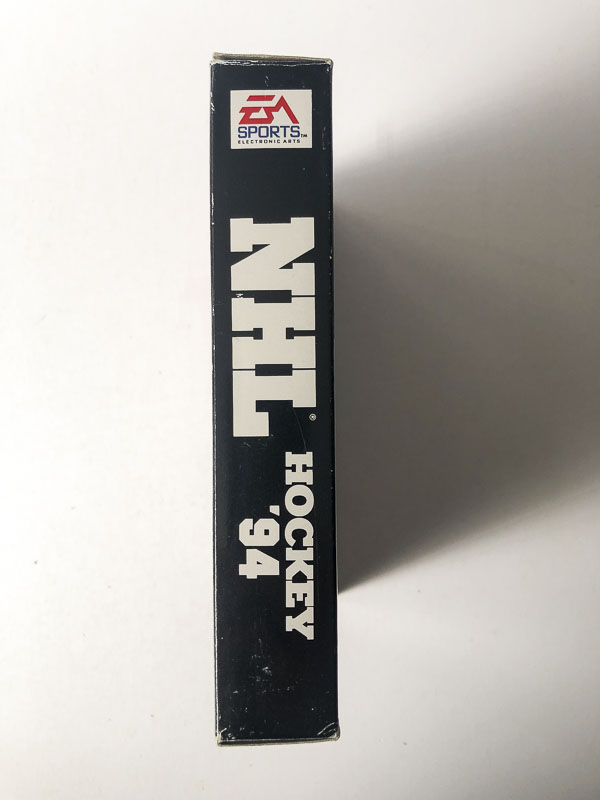 EA
SPORTS™
ELECTRONIC ARTS
NHL®
HOCKEY
'94